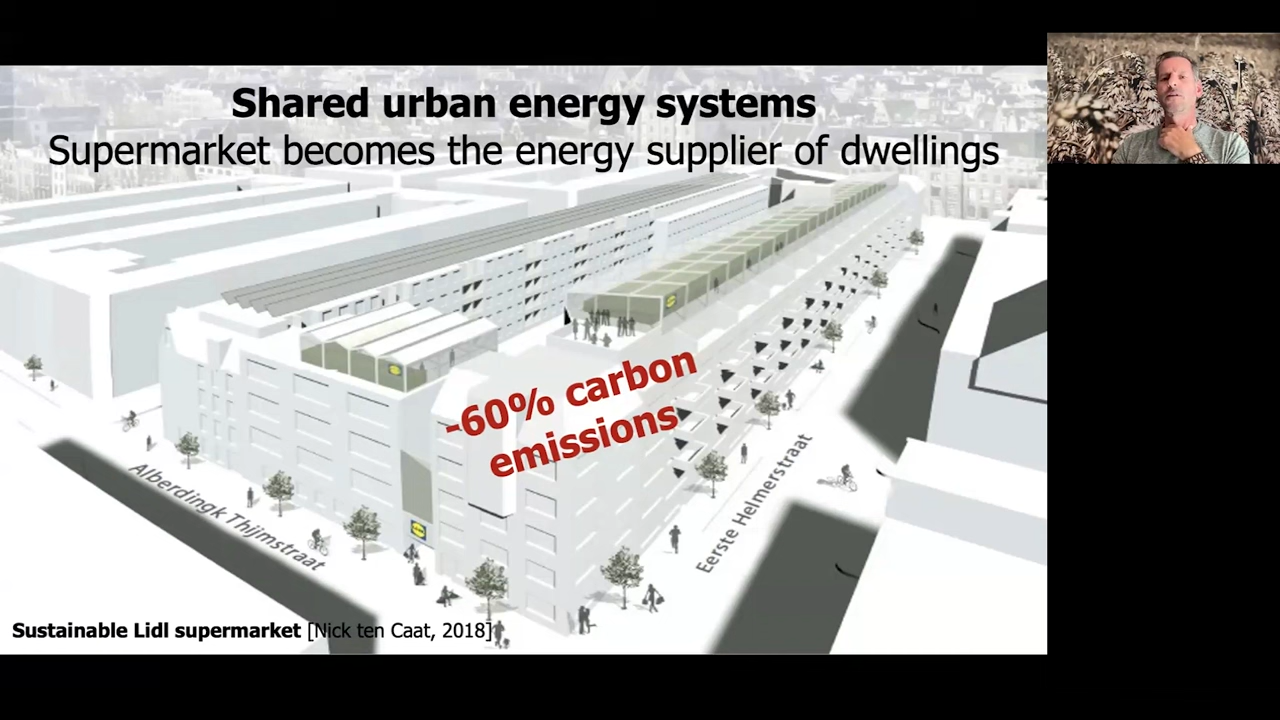 Shared urban energy systems
Supermarket becomes the energy supplier of dwellings
-60% carbon
emissions
Alberdingk Thijmstraat
Eerste Helmerstraat
Sustainable Lidl supermarket [Nick ten Caat, 2018]